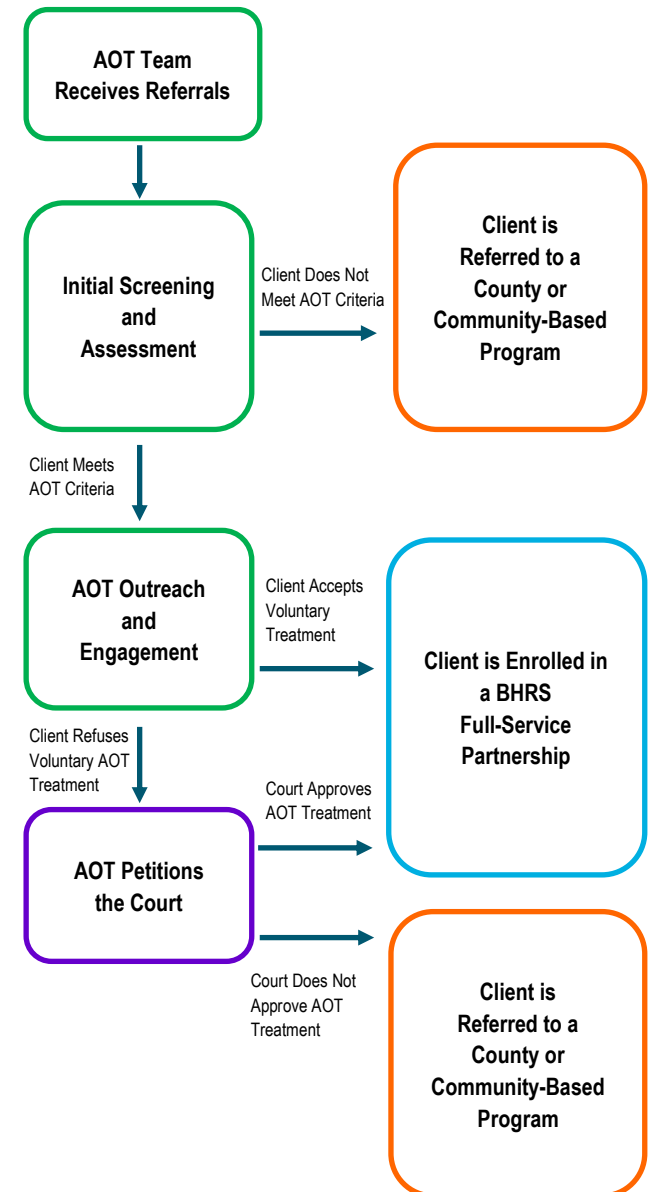 AOT Team
Receives Referrals
Initial Screening
and
Assessment
Client Does Not
Meet AOT Criteria
Client is
Referred to a
County or
Community-Based
Program
Client Meets
AOT Criteria
AOT Outreach
and
Engagement
Client Accepts
Voluntary
Treatment
Client is Enrolled in
a BHRS
Full-Service
Partnership
Client Refuses
Voluntary AOT
Treatment
Court Approves
AOT Treatment
AOT Petitions
the Court
Court Does Not
Approve AOT
Treatment
Client is
Referred to a
County or
Community-Based
Program